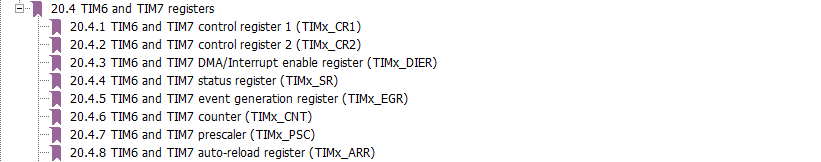 20.4 TIM6 and TIM7 registers
20.4.1 TIM6 and TIM7 control register 1 (TIMx_CR1)
20.4.2 TIM6 and TIM7 control register 2 (TIMx_CR2)
20.4.3 TIM6 and TIM7 DMA/Interrupt enable register (TIMx_DIER)
20.4.4 TIM6 and TIM7 status register (TIMx_SR)
20.4.5 TIM6 and TIM7 event generation register (TIMx_EGR)
20.4.6 TIM6 and TIM7 counter (TIMx_CNT)
20.4.7 TIM6 and TIM7 prescaler (TIMx_PSC)
20.4.8 TIM6 and TIM7 auto-reload register (TIMx_ARR)